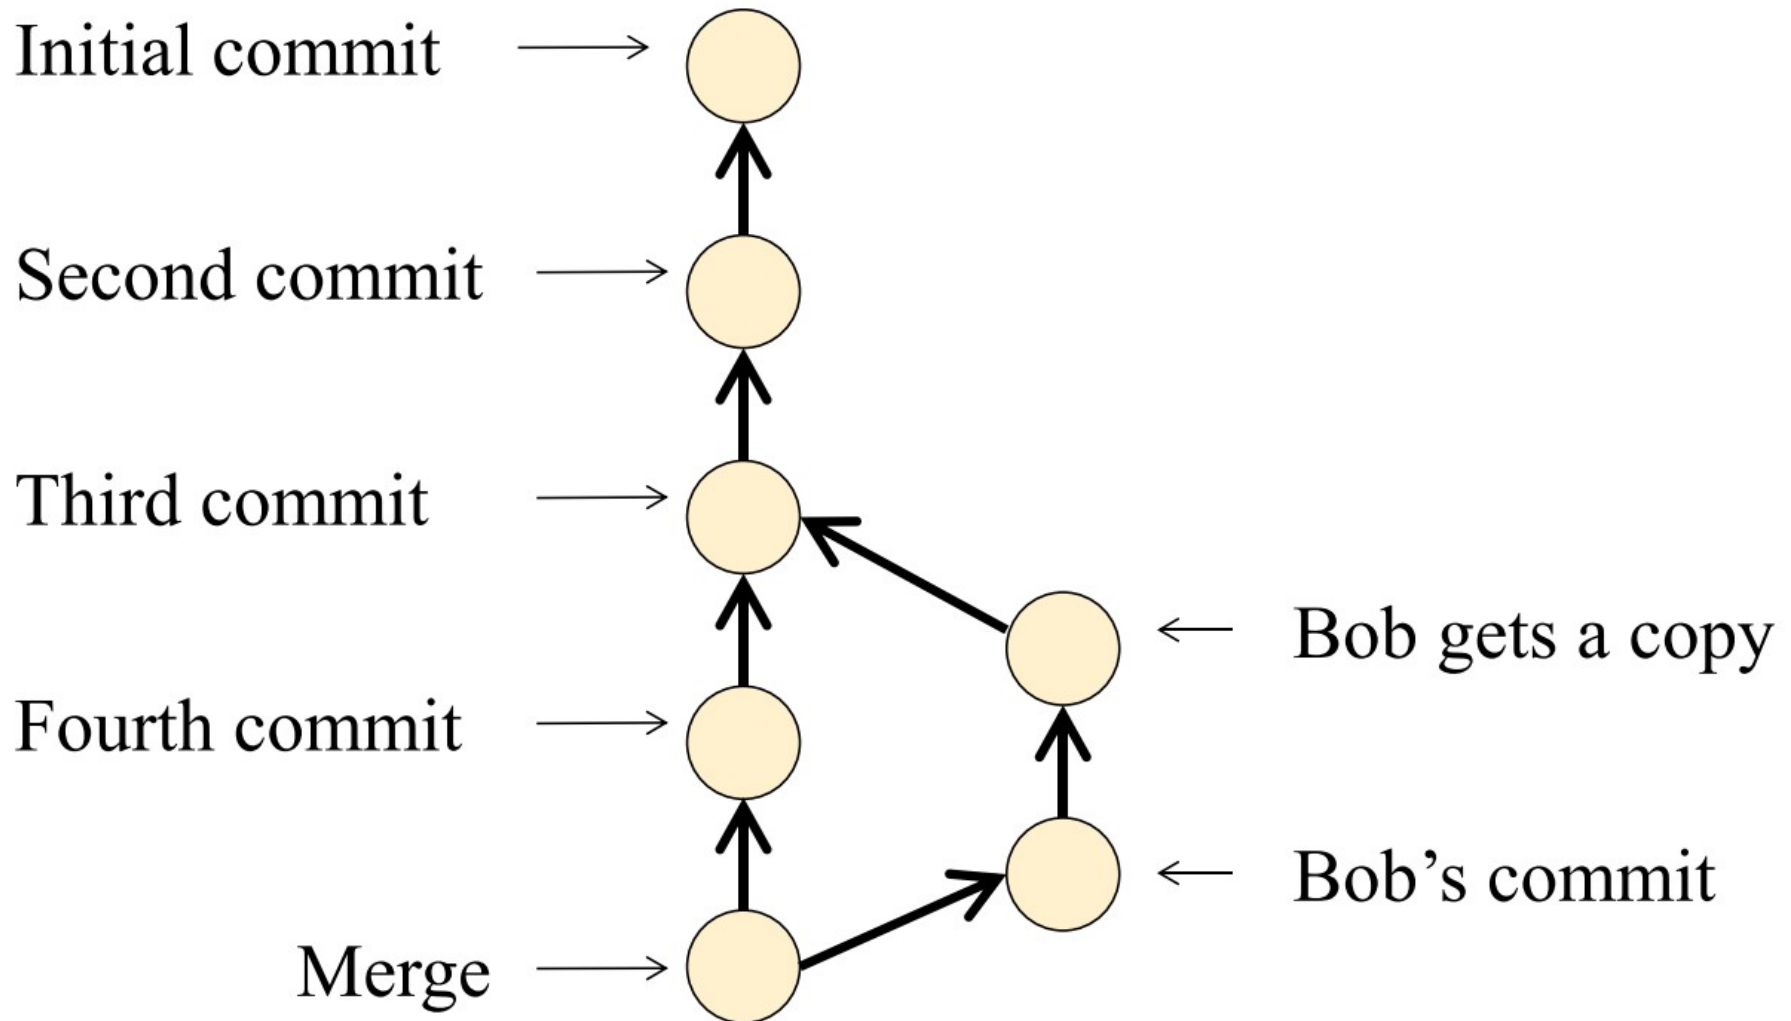 Initial commit
Second commit
Third commit
Bob gets a copy
Fourth commit
Bob’s commit
Merge